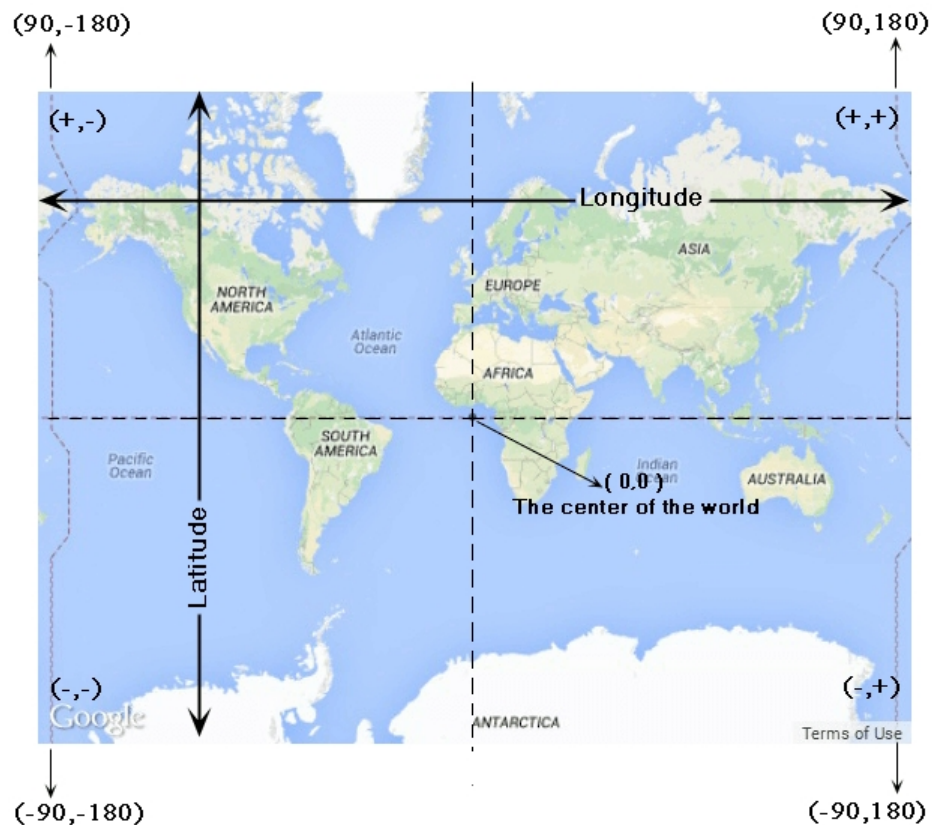 (90,-180)
(90,180)
(+,-)
(+,+)
Longitude
ASIA
EUROPE
NORTH
AMERICA
Atlantic
Ocean
AFRICA
SOUTH
AMERICA
Pacific
Ocean
Indian
Ocean
( 0,0 )
AUSTRALIA
The center of the world
Latitude
(-,-)
(-,+)
Google
ANTARCTICA
Terms of Use
(-90,-180)
(-90,180)